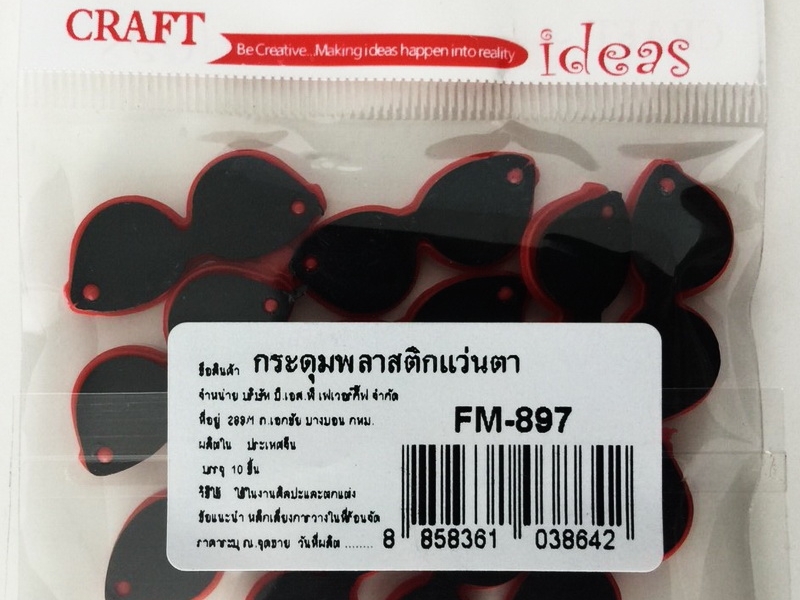 CRAFT
Be Creative...Making ideas happen into reality
ideas
ชื่อสินค้า กระดุมพลาสติกแว่นตา
จำหน่าย บริษัท บี.เอส.พี เฟเวอร์กิ๊ฟ จำกัด
ที่อยู่ 289/1 ถ.เอกชัย บางบอน กทม.
FM-897
ผลิตใน ประเทศจีน
บรรจุ 10 ชิ้น
วิธีใช้ ใช้ในงานศิลปะและตกแต่ง
ข้อแนะนำ หลีกเลี่ยงการวางในที่ร้อนจัด
ราคาระบุ ณ.จุดขาย วันที่ผลิต ........
8 858361 038642